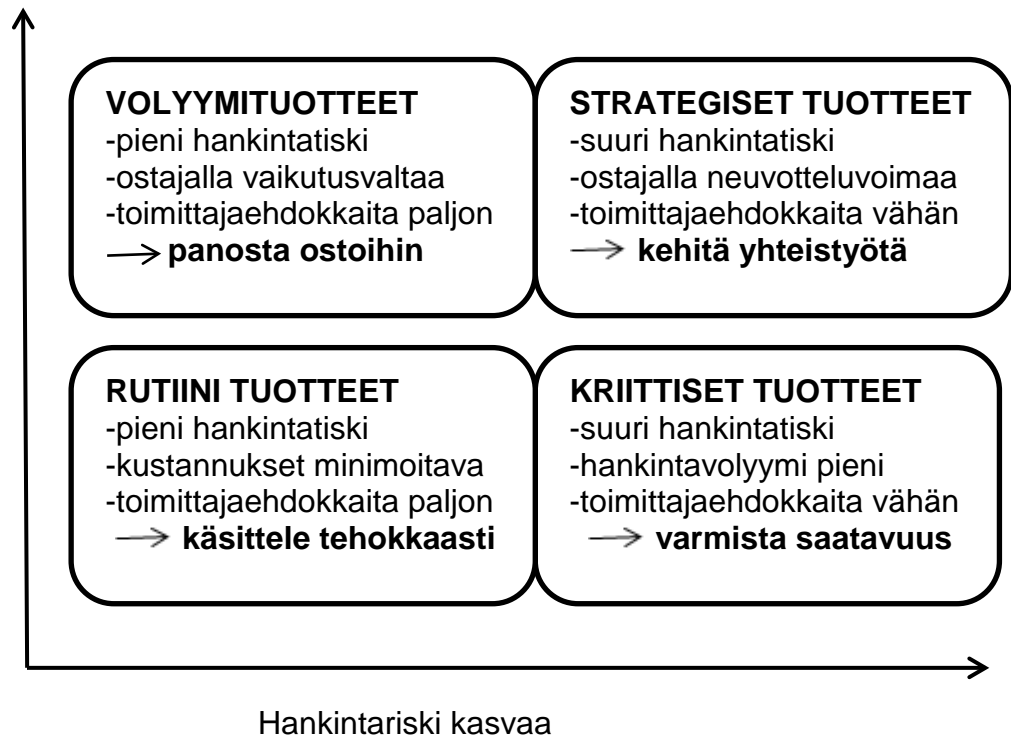 VOLYYMITUOTTEET
-pieni hankintatiski
-ostajalla vaikutusvaltaa
-toimittajaehdokkaita paljon
→ panosta ostoihin
STRATEGISET TUOTTEET
-suuri hankintatiski
-ostajalla neuvotteluvoimaa
-toimittajaehdokkaita vähän
→ kehitä yhteistyötä
RUTIINI TUOTTEET
-pieni hankintatiski
-kustannukset minimoitava
-toimittajaehdokkaita paljon
→ käsittele tehokkaasti
KRIITTISET TUOTTEET
-suuri hankintatiski
-hankintavolyymi pieni
-toimittajaehdokkaita vähän
→ varmista saatavuus
Hankintariski kasvaa